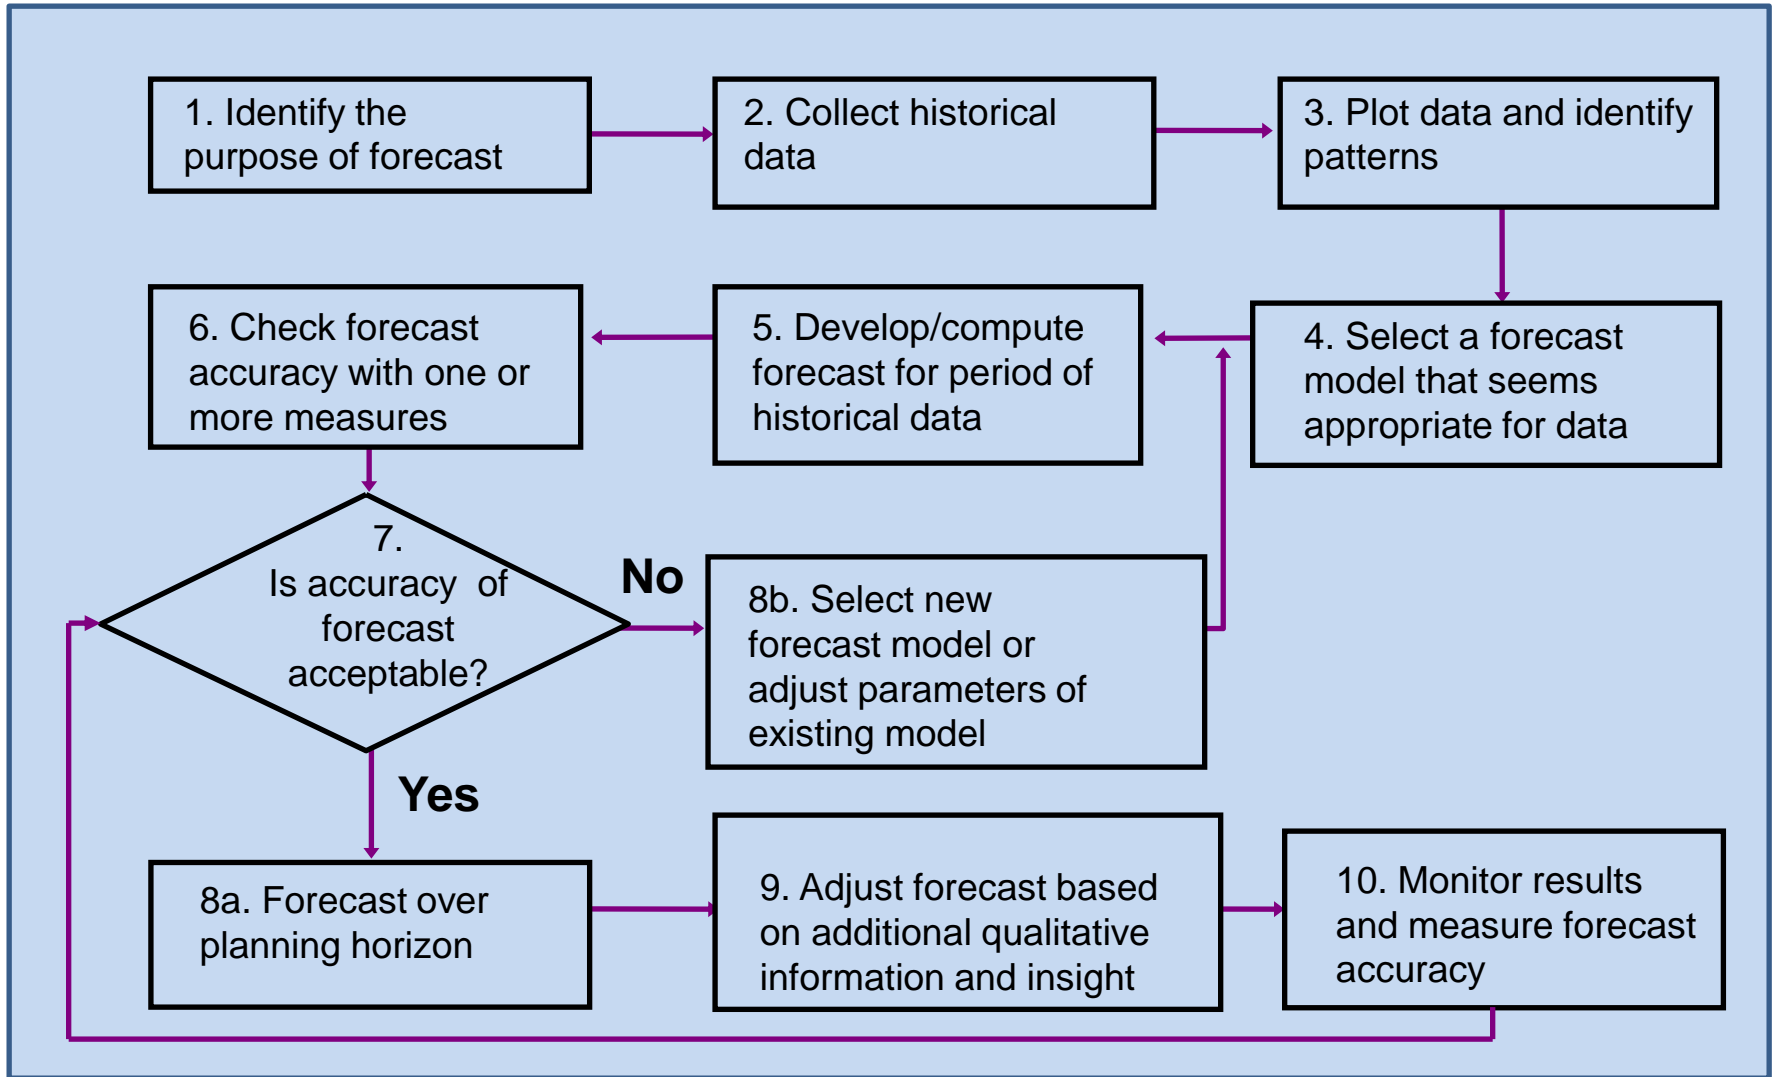 1. Identify the
purpose of forecast
2. Collect historical
data
3. Plot data and identify
patterns
4. Select a forecast
model that seems
appropriate for data
5. Develop/compute
forecast for period of
historical data
6. Check forecast
accuracy with one or
more measures
7.
Is accuracy of
forecast
acceptable?
No
8b. Select new
forecast model or
adjust parameters of
existing model
Yes
8a. Forecast over
planning horizon
9. Adjust forecast based
on additional qualitative
information and insight
10. Monitor results
and measure forecast
accuracy